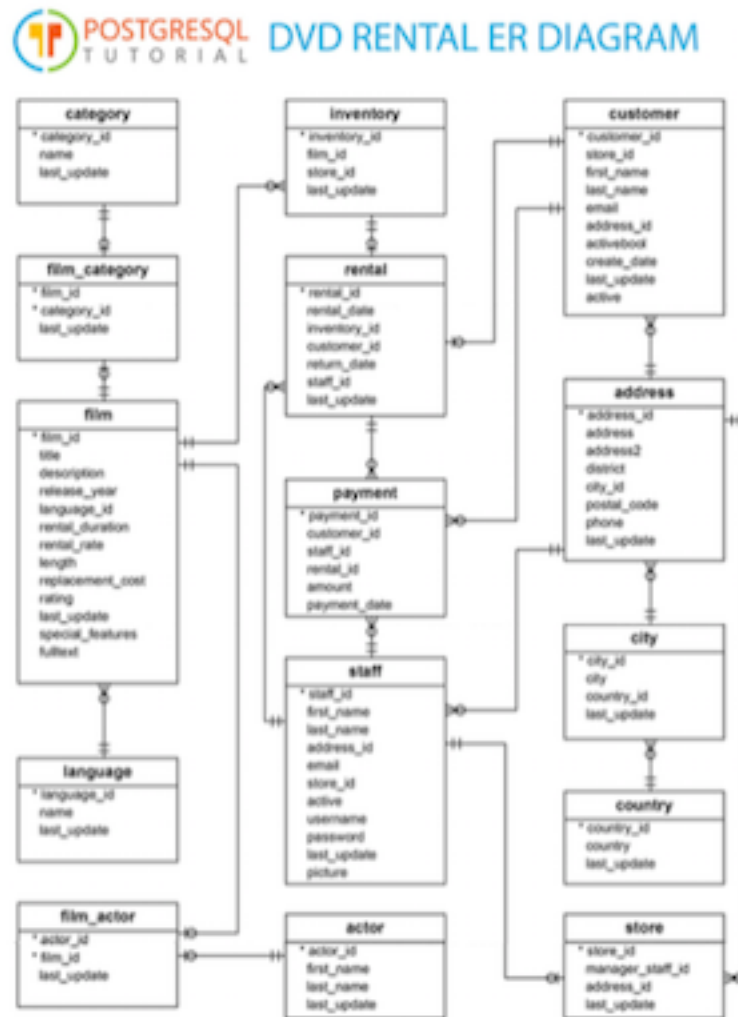 POSTGRESQL
TUTORIAL
DVD RENTAL ER DIAGRAM
category
* category_id
name
last_update
film_category
* film_id
* category_id
last_update
film
* film_id
title
description
release_year
language_id
rental_duration
rental_rate
length
replacement_cost
rating
last_update
special_features
fulltext
language
* language_id
name
last_update
film_actor
* actor_id
* film_id
last_update
inventory
* inventory_id
film_id
store_id
last_update
rental
* rental_id
rental_date
inventory_id
customer_id
return_date
staff_id
last_update
payment
* payment_id
customer_id
staff_id
rental_id
amount
payment_date
staff
* staff_id
first_name
last_name
address_id
email
store_id
active
username
password
last_update
picture
actor
* actor_id
first_name
last_name
last_update
customer
* customer_id
store_id
first_name
last_name
email
address_id
activebool
create_date
last_update
active
address
* address_id
address
address2
district
city_id
postal_code
phone
last_update
city
* city_id
city
country_id
last_update
country
* country_id
country
last_update
store
* store_id
manager_staff_id
address_id
last_update